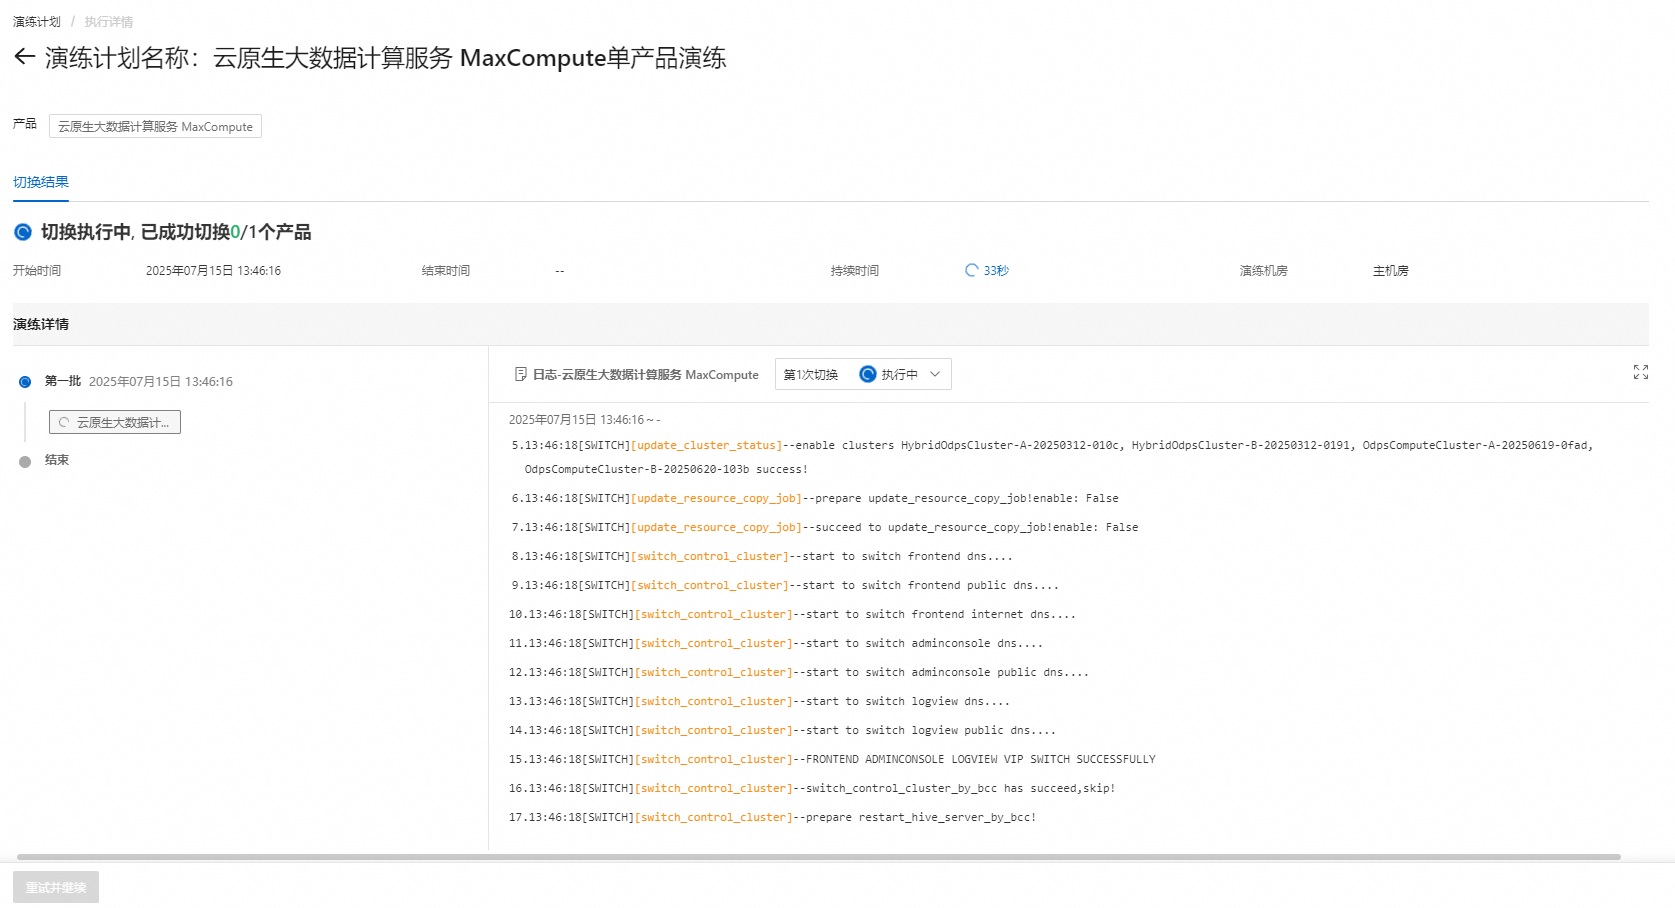 演练计划 / 执行详情
← 演练计划名称：云原生大数据计算服务 MaxCompute单产品演练
产品 云原生大数据计算服务 MaxCompute
切换结果
切换执行中, 已成功切换0/1个产品
开始时间 2025年07月15日 13:46:16 结束时间 -- 持续时间 33秒 演练机房 主机房
演练详情
第一批 2025年07月15日 13:46:16
云原生大数据计...
结束
日志-云原生大数据计算服务 MaxCompute 第1次切换 执行中
2025年07月15日 13:46:16 ~ -
5.13:46:18[SWITCH][update_cluster_status]--enable clusters HybridOdpsCluster-A-20250312-010c, HybridOdpsCluster-B-20250312-0191, OdpsComputeCluster-A-20250619-0fad,
OdpsComputeCluster-B-20250620-103b success!
6.13:46:18[SWITCH][update_resource_copy_job]--prepare update_resource_copy_job!enable: False
7.13:46:18[SWITCH][update_resource_copy_job]--succeed to update_resource_copy_job!enable: False
8.13:46:18[SWITCH][switch_control_cluster]--start to switch frontend dns....
9.13:46:18[SWITCH][switch_control_cluster]--start to switch frontend public dns....
10.13:46:18[SWITCH][switch_control_cluster]--start to switch frontend internet dns....
11.13:46:18[SWITCH][switch_control_cluster]--start to switch adminconsole dns....
12.13:46:18[SWITCH][switch_control_cluster]--start to switch adminconsole public dns....
13.13:46:18[SWITCH][switch_control_cluster]--start to switch logview dns....
14.13:46:18[SWITCH][switch_control_cluster]--start to switch logview public dns....
15.13:46:18[SWITCH][switch_control_cluster]--FRONTEND ADMINCONSOLE LOGVIEW VIP SWITCH SUCCESSFULLY
16.13:46:18[SWITCH][switch_control_cluster]--switch_control_cluster_by_bcc has succeed,skip!
17.13:46:18[SWITCH][switch_control_cluster]--prepare restart_hive_server_by_bcc!
重试并继续